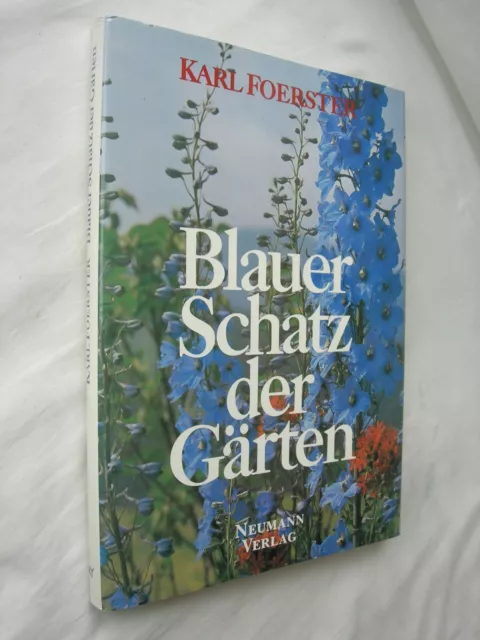 KARL FOERSTER
Blauer
Schatz
der
Gärten
NEUMANN
VERLAG
KARL FOERSTER Blauer Schatz der Gärten